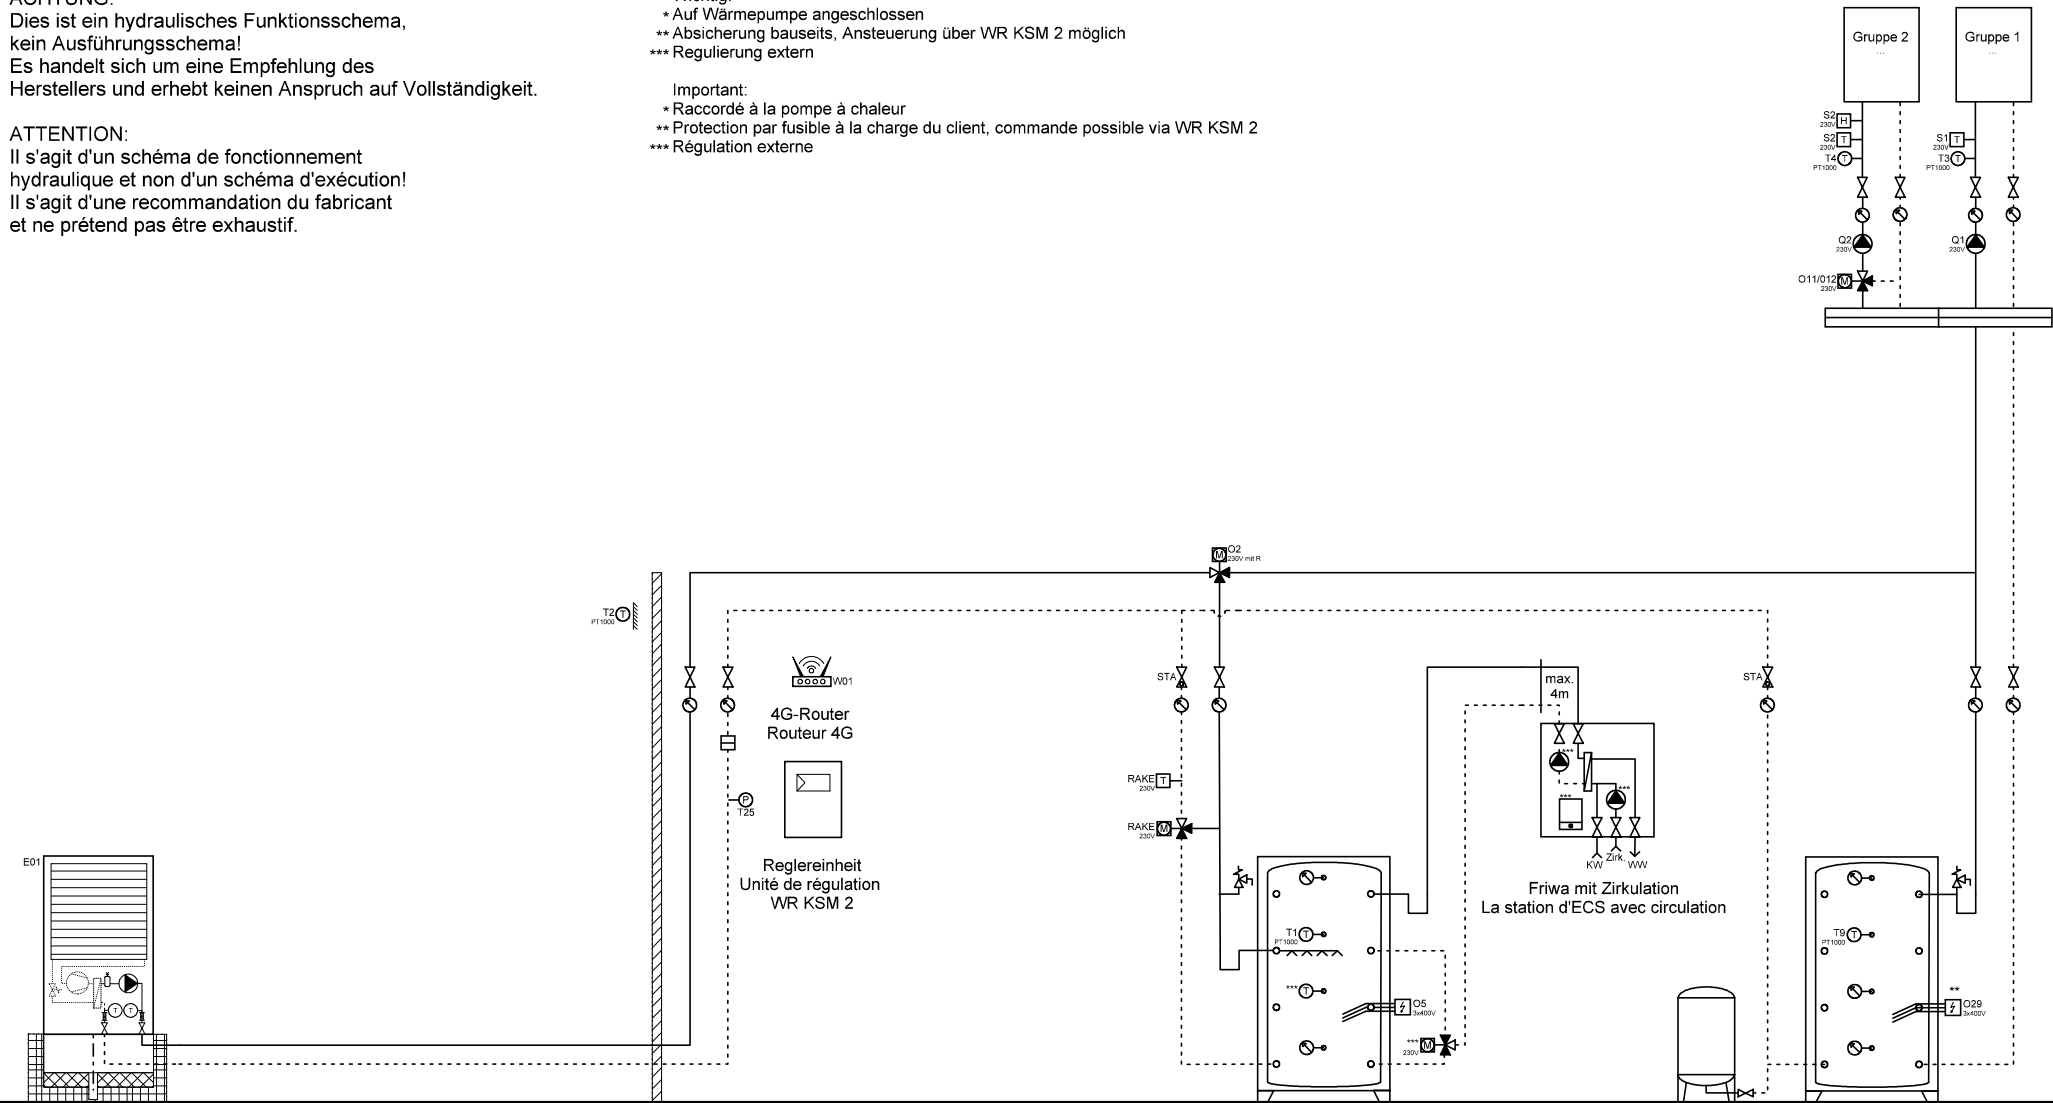 ACHTUNG:
Dies ist ein hydraulisches Funktionsschema,
kein Ausführungsschema!
Es handelt sich um eine Empfehlung des
Herstellers und erhebt keinen Anspruch auf Vollständigkeit.
ATTENTION:
Il s'agit d'un schéma de fonctionnement
hydraulique et non d'un schéma d'exécution!
Il s'agit d'une recommandation du fabricant
et ne prétend pas être exhaustif.
Wichtig:
* Auf Wärmepumpe angeschlossen
** Absicherung bauseits, Ansteuerung über WR KSM 2 möglich
*** Regulierung extern
Important:
* Raccordé à la pompe à chaleur
** Protection par fusible à la charge du client, commande possible via WR KSM 2
*** Régulation externe
Gruppe 2
...
Gruppe 1
...
S2
230V
H
S2
230V
T
T4
PT1000
T
S1
230V
T
T3
PT1000
T
Q2
230V
Q1
230V
O11/012
230V
M
O2
230V mit R
M
T2
PT1000
T
W01
4G-Router
Routeur 4G
P
T25
Reglereinheit
Unité de régulation
WR KSM 2
E01
T
T
STA
RAKE
230V
T
RAKE
230V
M
T1
PT1000
T
***
T
O5
3x400V
***
230V
M
max.
4m
***
***
***
KW
Zirk.
WW
Friwa mit Zirkulation
La station d'ECS avec circulation
STA
T9
PT1000
T
**
O29
3x400V